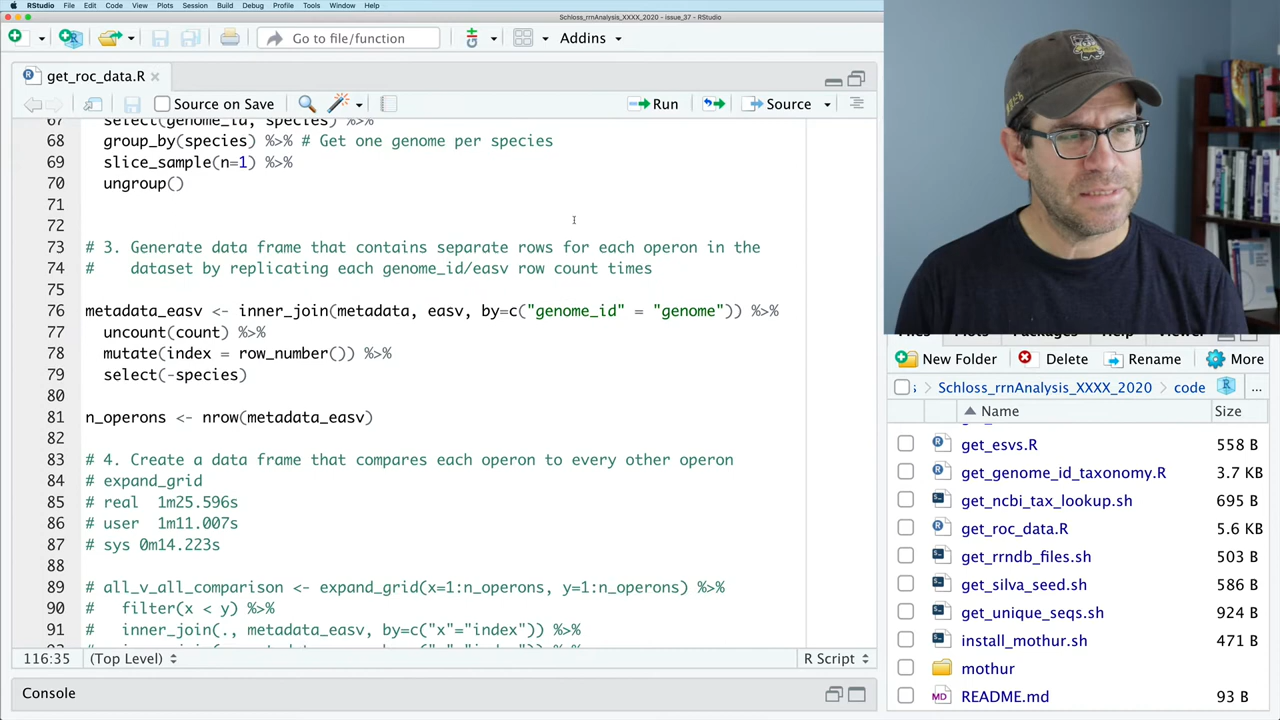 RStudio File Edit Code View Plots Session Build Debug Profile Tools Window Help
Schloss_rrnAnalysis_XXXX_2020 - issue_37 - RStudio
Go to file/function Addins
get_roc_data.R
Source on Save Run Source
67 select(genome_id, species) %>%
68 group_by(species) %>% # Get one genome per species
69 slice_sample(n=1) %>%
70 ungroup()
71
72
73 # 3. Generate data frame that contains separate rows for each operon in the
74 # dataset by replicating each genome_id/easv row count times
75
76 metadata_easv <- inner_join(metadata, easv, by=c("genome_id" = "genome")) %>%
77 uncount(count) %>%
78 mutate(index = row_number()) %>%
79 select(-species)
80
81 n_operons <- nrow(metadata_easv)
82
83 # 4. Create a data frame that compares each operon to every other operon
84 # expand_grid
85 # real 1m25.596s
86 # user 1m11.007s
87 # sys 0m14.223s
88
89 # all_v_all_comparison <- expand_grid(x=1:n_operons, y=1:n_operons) %>%
90 # filter(x < y) %>%
91 # inner_join(., metadata_easv, by=c("x"="index")) %>%
116:35 (Top Level) R Script
Console
Files Plots Packages Help Viewer
New Folder Delete Rename More
Schloss_rrnAnalysis_XXXX_2020 code ...
Name Size
get_esvs.R 558 B
get_genome_id_taxonomy.R 3.7 KB
get_ncbi_tax_lookup.sh 695 B
get_roc_data.R 5.6 KB
get_rrndb_files.sh 503 B
get_silva_seed.sh 586 B
get_unique_seqs.sh 924 B
install_mothur.sh 471 B
mothur
README.md 93 B